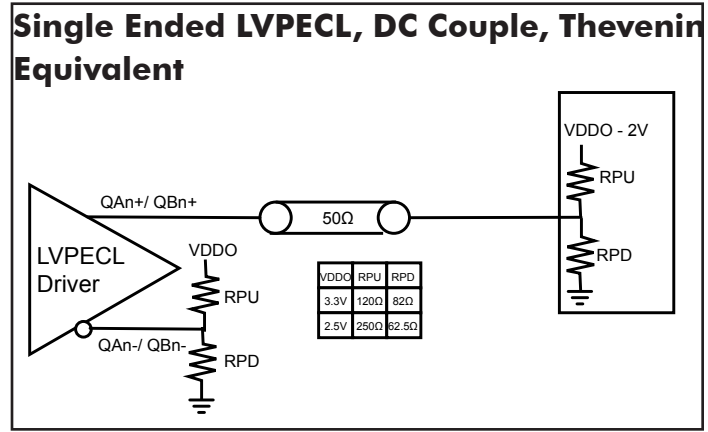 Single Ended LVPECL, DC Couple, Thevenin
Equivalent
VDDO - 2V
RPU
QAn+/ QBn+
50Ω
RPD
LVPECL
Driver
VDDO
RPU
VDDO RPU RPD
3.3V 120Ω 82Ω
2.5V 250Ω 62.5Ω
QAn-/ QBn-
RPD